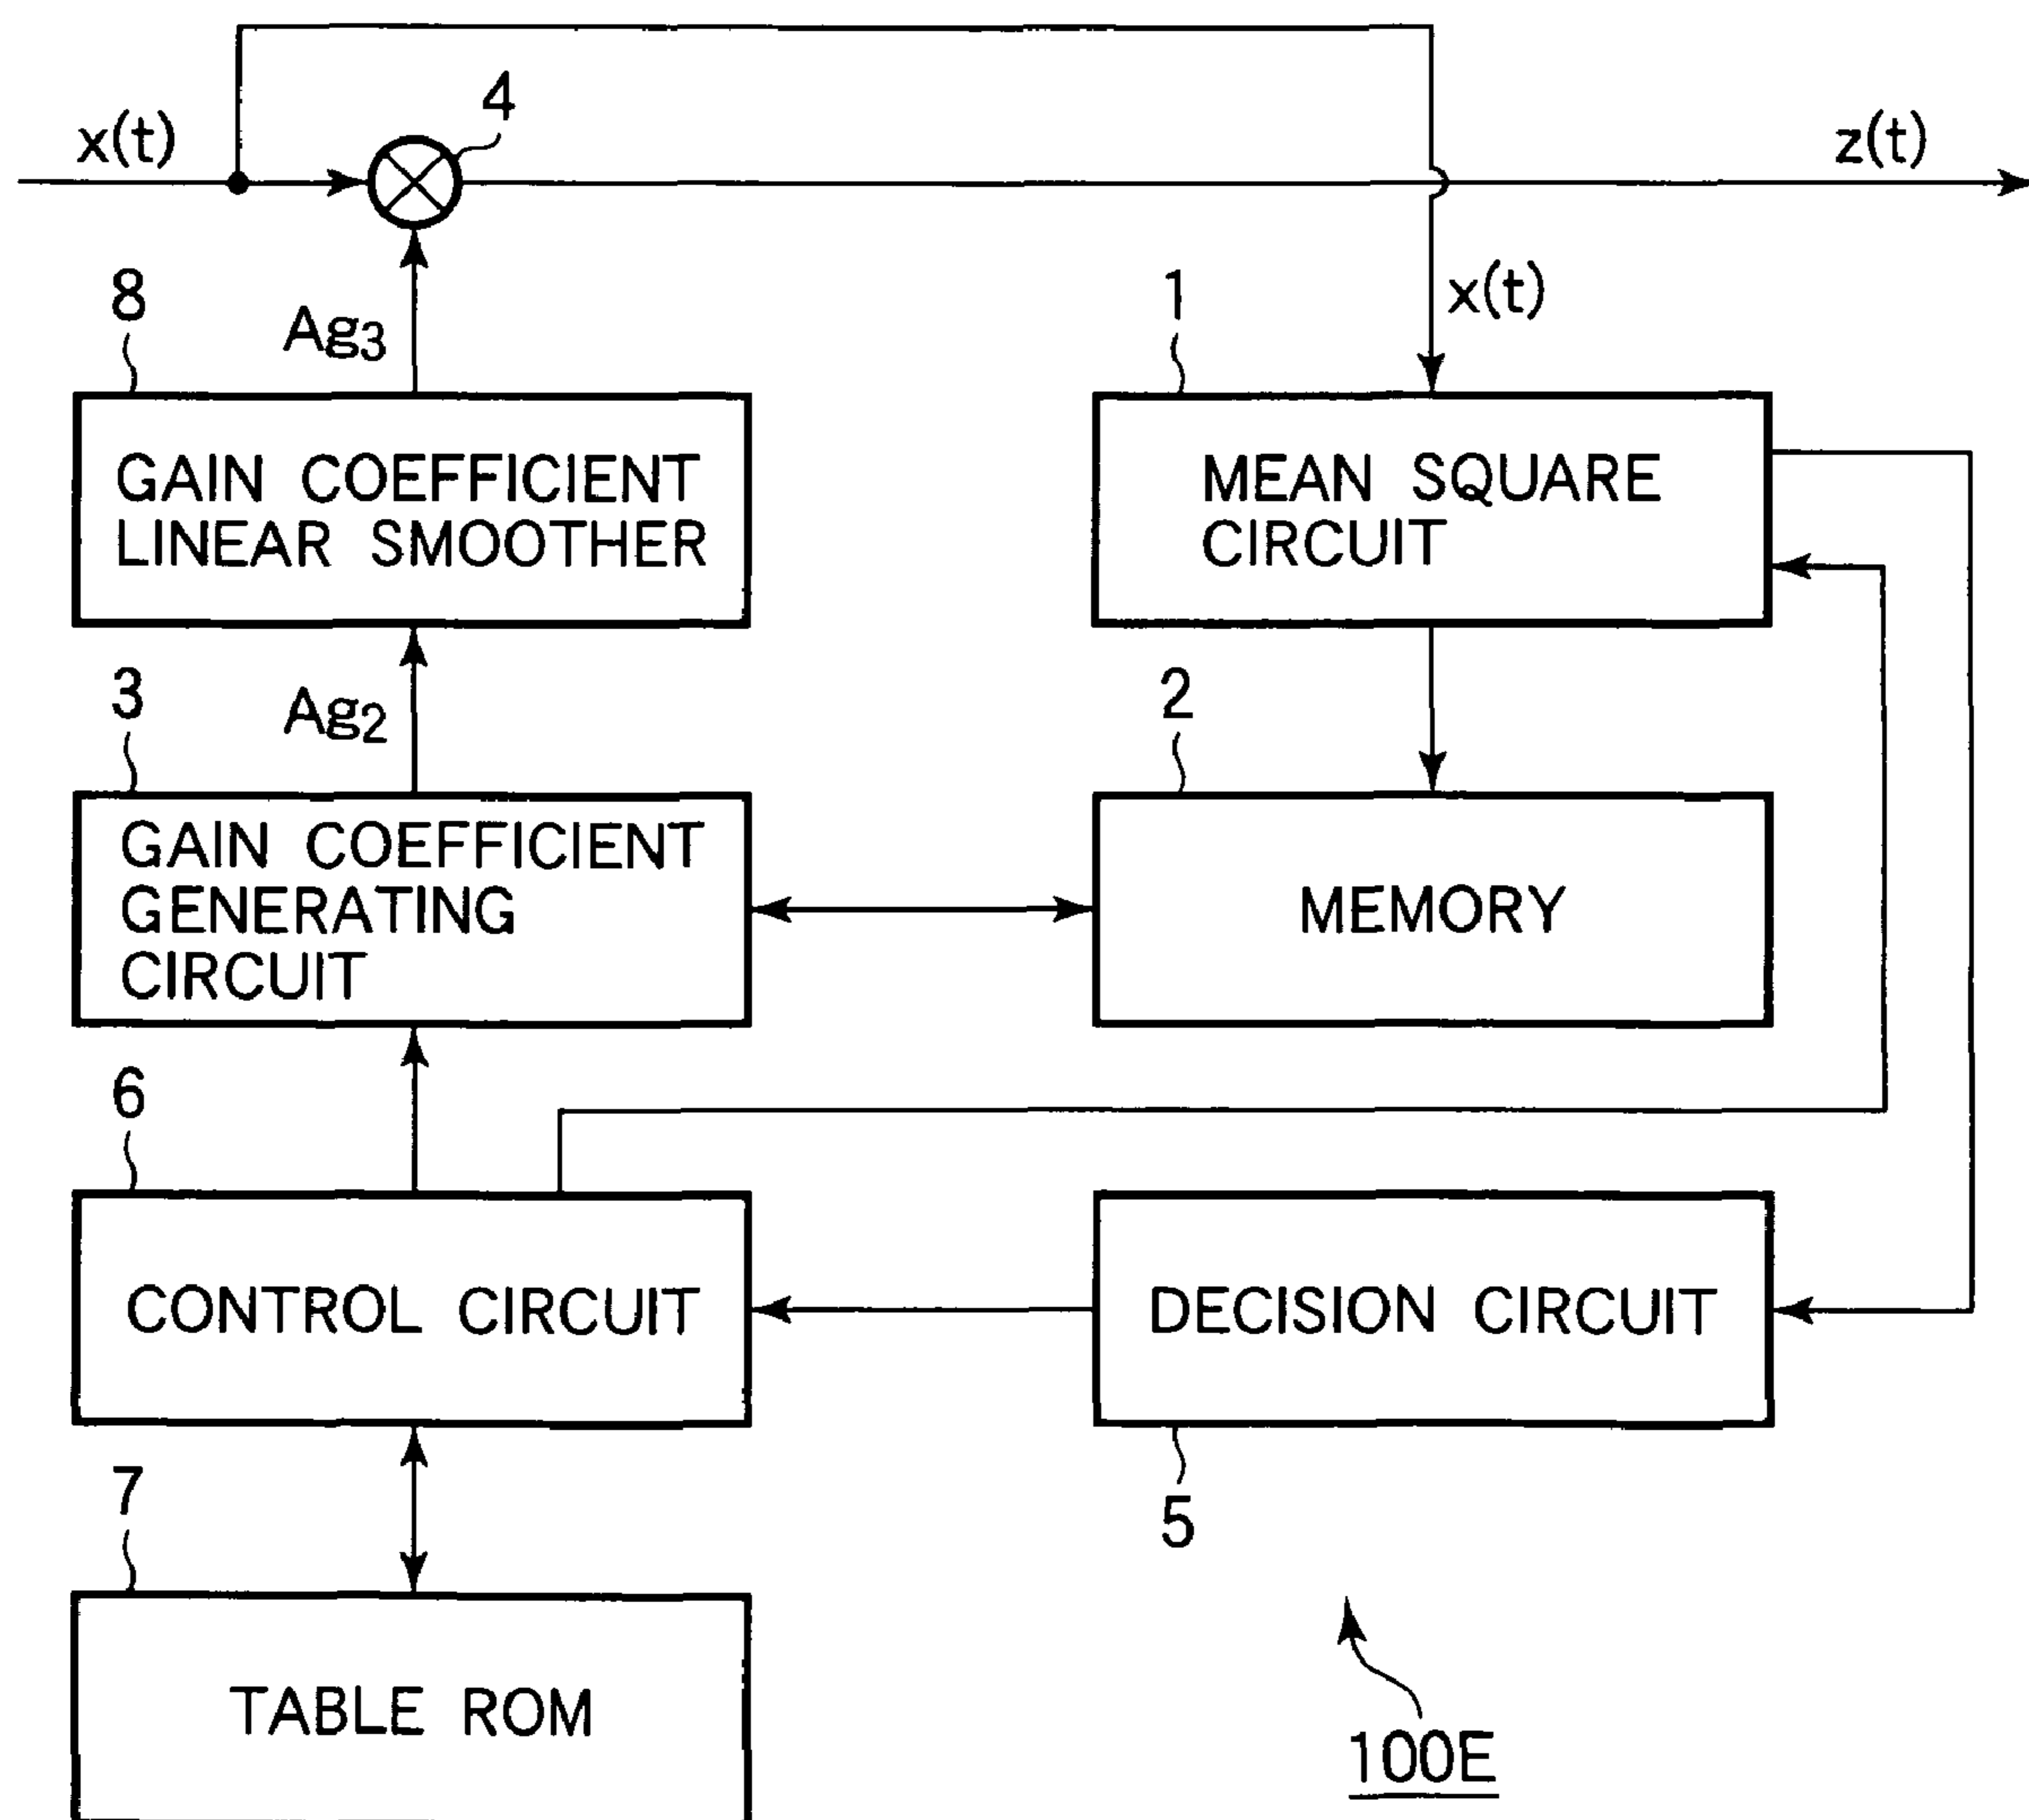 4
x(t)
z(t)
8
Ag3
1
x(t)
GAIN COEFFICIENT
LINEAR SMOOTHER
MEAN SQUARE
CIRCUIT
3
Ag2
2
GAIN COEFFICIENT
GENERATING
CIRCUIT
MEMORY
6
CONTROL CIRCUIT
DECISION CIRCUIT
7
5
TABLE ROM
100E